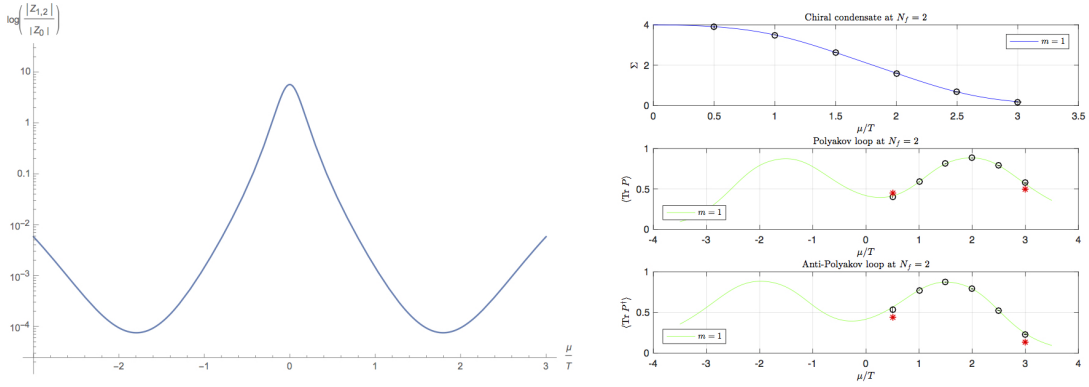 log(|Z1,2|/|Z0|)
10
1
0.1
10⁻²
10⁻³
10⁻⁴
-2
-1
0
1
2
3
μ/T
Chiral condensate at Nf = 2
Σ
4
2
0
m = 1
0 0.5 1 1.5 2 2.5 3 3.5
μ/T
Polyakov loop at Nf = 2
⟨Tr P⟩
1
0.5
0
m = 1
-4 -3 -2 -1 0 1 2 3 4
μ/T
Anti-Polyakov loop at Nf = 2
⟨Tr P†⟩
1
0.5
0
m = 1
-4 -3 -2 -1 0 1 2 3 4
μ/T